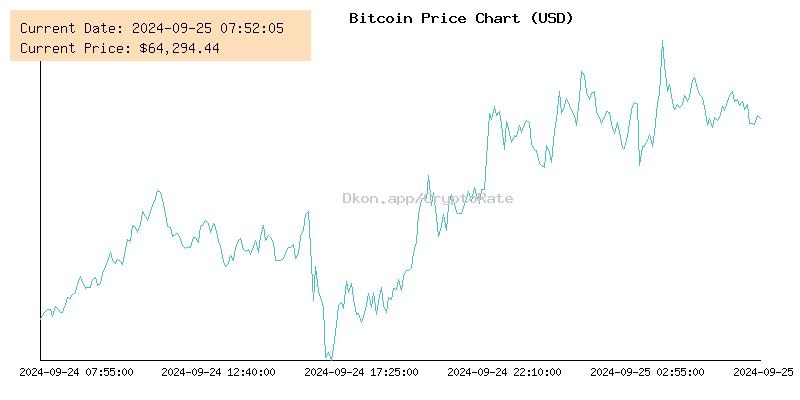 Bitcoin Price Chart (USD)
Current Date: 2024-09-25 07:52:05
Current Price: $64,294.44
Dkon.app/CryptoRate
2024-09-24 07:55:00 2024-09-24 12:40:00 2024-09-24 17:25:00 2024-09-24 22:10:00 2024-09-25 02:55:00 2024-09-25